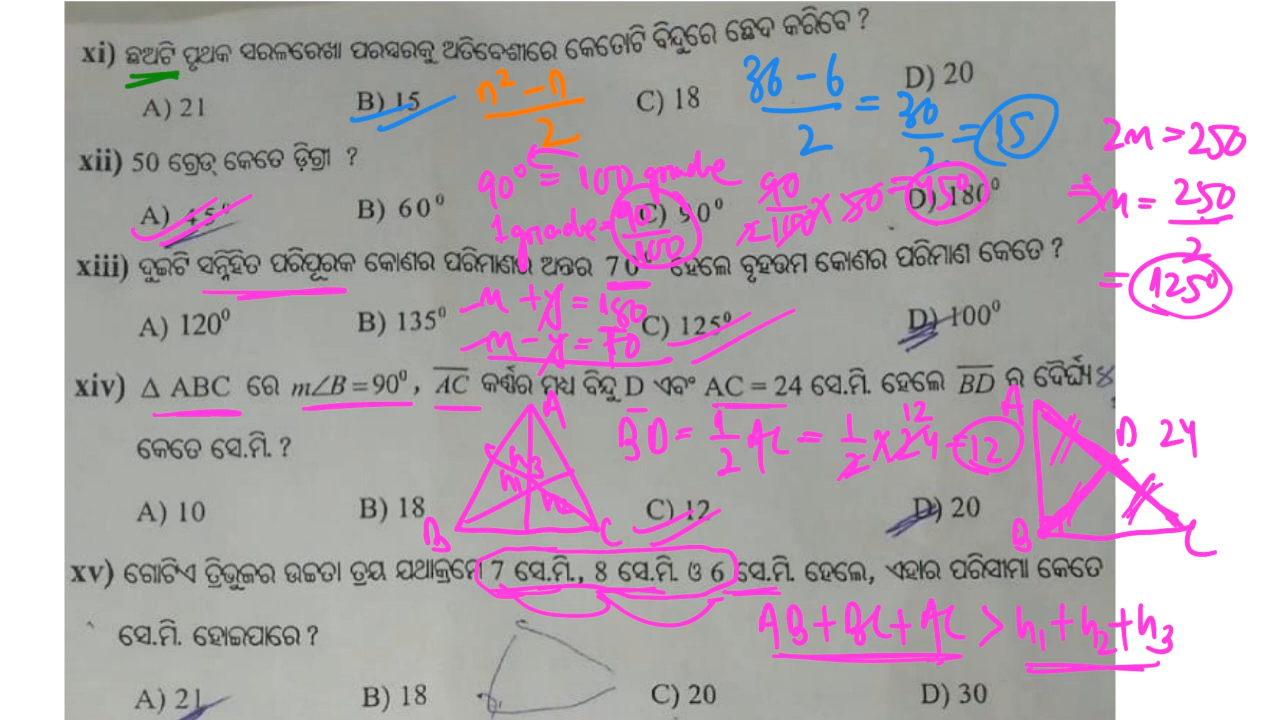 xi) ଛଅଟି ପୃଥକ ସରଳରେଖା ପରସ୍ପରକୁ ଅତିବେଶୀରେ କେତୋଟି ବିନ୍ଦୁରେ ଛେଦ କରିବେ ?
A) 21 B) 15 C) 18 D) 20
n² - n / 2
36 - 6 / 2 = 30 / 2 = 15
xii) 50 ଗ୍ରେଡ୍ କେତେ ଡ଼ିଗ୍ରୀ ?
A) 45° B) 60° C) 90° D) 180°
90° = 100 grade
1 grade = 90 / 100
2x = 250
⇒ x = 250 / 2
= 125°
xiii) ଦୁଇଟି ସନ୍ନିହିତ ପରିପୂରକ କୋଣର ପରିମାଣର ଅନ୍ତର 70° ହେଲେ ବୃହତ୍ତମ କୋଣର ପରିମାଣ କେତେ ?
A) 120° B) 135° C) 125° D) 100°
x + y = 180
x - y = 70
xiv) Δ ABC ରେ m∠B = 90°, AC କର୍ଣ୍ଣର ମଧ୍ୟ ବିନ୍ଦୁ D ଏବଂ AC = 24 ସେ.ମି. ହେଲେ BD ର ଦୈର୍ଘ୍ୟ
କେତେ ସେ.ମି. ?
BD = 1/2 AC = 1/2 × 24 = 12
12
A B C
A B C D 24
A) 10 B) 18 C) 12 D) 20
xv) ଗୋଟିଏ ତ୍ରିଭୁଜର ଉଚ୍ଚତା ତ୍ରୟ ଯଥାକ୍ରମେ 7 ସେ.ମି., 8 ସେ.ମି. ଓ 6 ସେ.ମି. ହେଲେ, ଏହାର ପରିସୀମା କେତେ
ସେ.ମି. ହୋଇପାରେ ?
AB + BC + AC > h₁ + h₂ + h₃
A) 21 B) 18 C) 20 D) 30